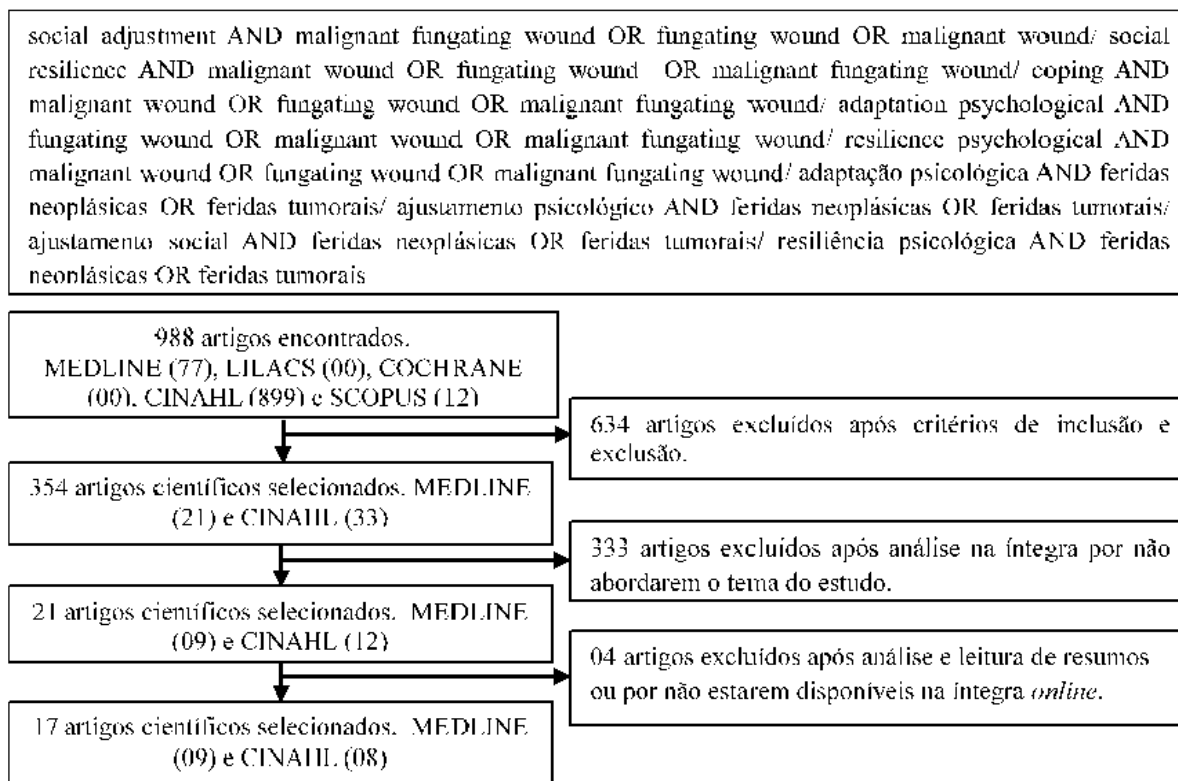 social adjustment AND malignant fungating wound OR fungating wound OR malignant wound/ social
resilience AND malignant wound OR fungating wound OR malignant fungating wound/ coping AND
malignant wound OR fungating wound OR malignant fungating wound/ adaptation psychological AND
fungating wound OR malignant wound OR malignant fungating wound/ resilience psychological AND
malignant wound OR fungating wound OR malignant fungating wound/ adaptação psicológica AND feridas
neoplásicas OR feridas tumorais/ ajustamento psicológico AND feridas neoplásicas OR feridas tumorais/
ajustamento social AND feridas neoplásicas OR feridas tumorais/ resiliência psicológica AND feridas
neoplásicas OR feridas tumorais
988 artigos encontrados.
MEDLINE (77), LILACS (00), COCHRANE
(00), CINAHL (899) e SCOPUS (12)
634 artigos excluídos após critérios de inclusão e
exclusão.
354 artigos científicos selecionados. MEDLINE
(21) e CINAHL (33)
333 artigos excluídos após análise na íntegra por não
abordarem o tema do estudo.
21 artigos científicos selecionados. MEDLINE
(09) e CINAHL (12)
04 artigos excluídos após análise e leitura de resumos
ou por não estarem disponíveis na íntegra online.
17 artigos científicos selecionados. MEDLINE
(09) e CINAHL (08)